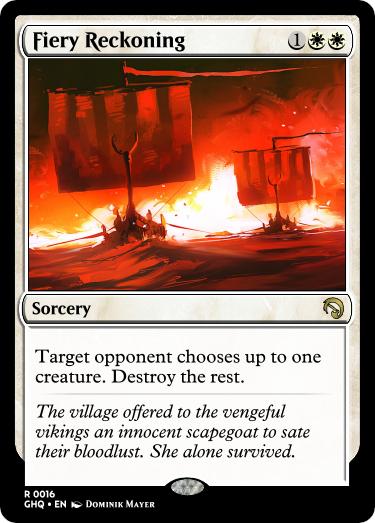 Fiery Reckoning 1
Sorcery
Target opponent chooses up to one
creature. Destroy the rest.
The village offered to the vengeful
vikings an innocent scapegoat to sate
their bloodlust. She alone survived.
R 0016
GHQ • EN Dominik Mayer